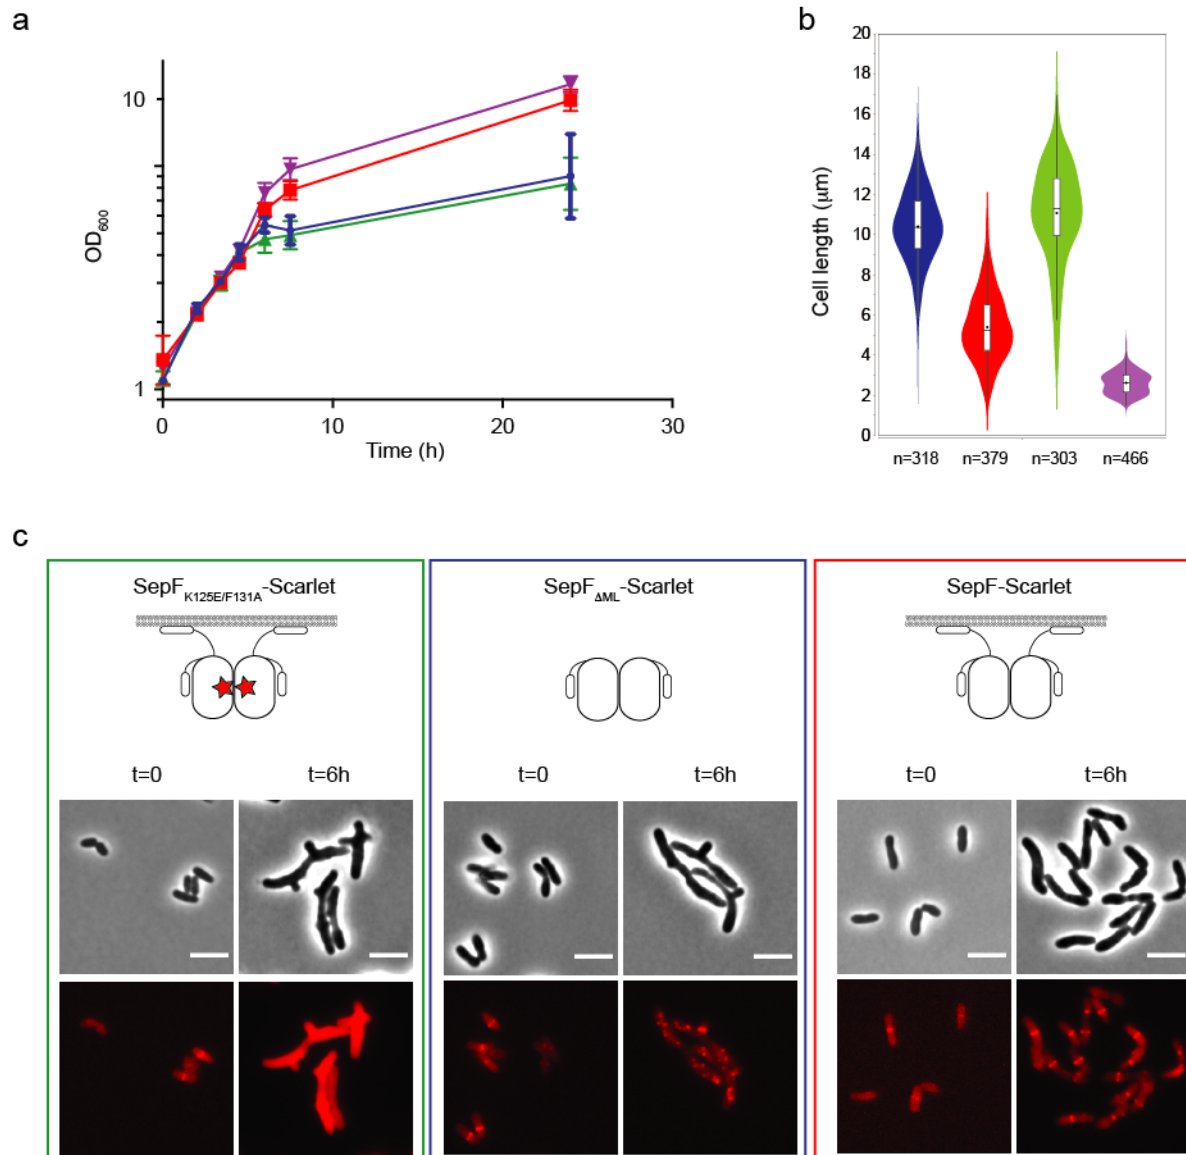 a
10
1
OD600
0
10
20
30
Time (h)
b
20
18
16
14
12
10
8
6
4
2
0
Cell length (μm)
n=318
n=379
n=303
n=466
c
SepFK125E/F131A-Scarlet
SepFΔML-Scarlet
SepF-Scarlet
t=0
t=6h
t=0
t=6h
t=0
t=6h